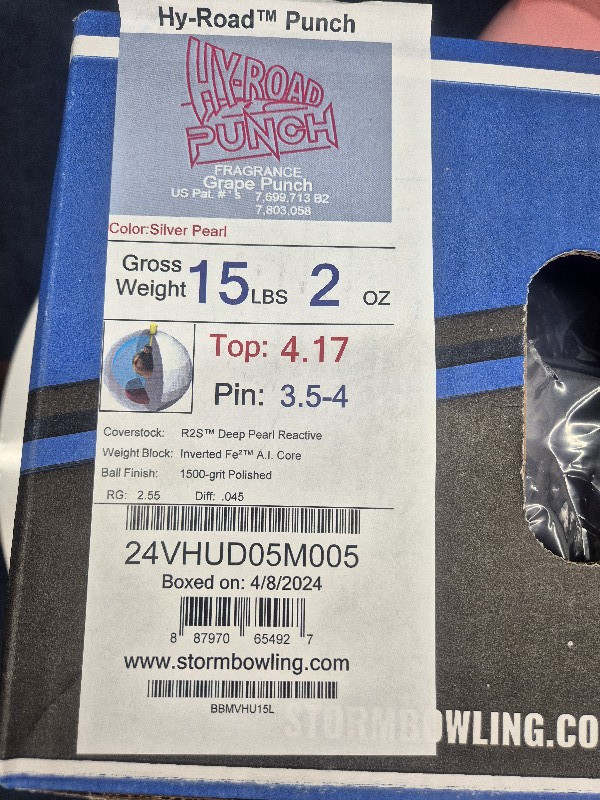 Hy-Road™ Punch
HY-ROAD
PUNCH
FRAGRANCE
Grape Punch
US Pat. #'s 7,699,713 B2
7,803,058
Color:Silver Pearl
Gross Weight 15 LBS 2 OZ
Top: 4.17
Pin: 3.5-4
Coverstock: R2S™ Deep Pearl Reactive
Weight Block: Inverted Fe²™ A.I. Core
Ball Finish: 1500-grit Polished
RG: 2.55 Diff: .045
24VHUD05M005
Boxed on: 4/8/2024
8 87970 65492 7
www.stormbowling.com
BBMVHU15L
STORMBOWLING.CO